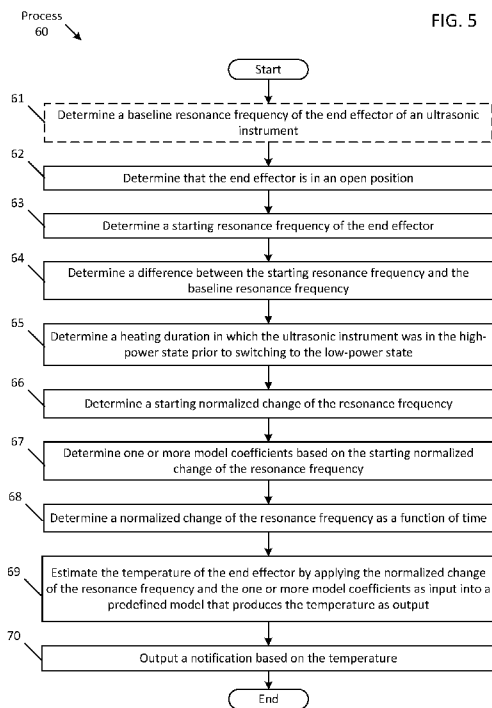 Process
60
FIG. 5
Start
61
Determine a baseline resonance frequency of the end effector of an ultrasonic
instrument
62
Determine that the end effector is in an open position
63
Determine a starting resonance frequency of the end effector
64
Determine a difference between the starting resonance frequency and the
baseline resonance frequency
65
Determine a heating duration in which the ultrasonic instrument was in the high-
power state prior to switching to the low-power state
66
Determine a starting normalized change of the resonance frequency
67
Determine one or more model coefficients based on the starting normalized
change of the resonance frequency
68
Determine a normalized change of the resonance frequency as a function of time
69
Estimate the temperature of the end effector by applying the normalized change
of the resonance frequency and the one or more model coefficients as input into a
predefined model that produces the temperature as output
70
Output a notification based on the temperature
End